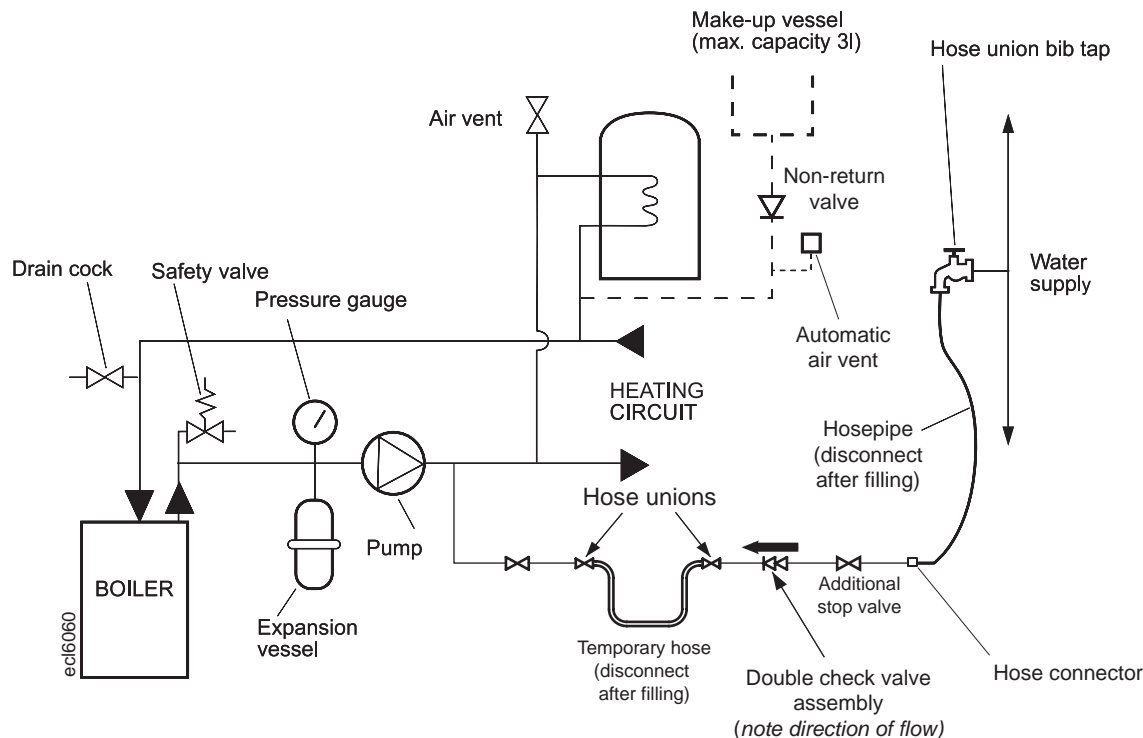 Make-up vessel
(max. capacity 3l)
Hose union bib tap
Air vent
Non-return
valve
Drain cock
Safety valve
Pressure gauge
Water
supply
Automatic
air vent
HEATING
CIRCUIT
Hosepipe
(disconnect
after filling)
Hose unions
Pump
BOILER
ecl6060
Expansion
vessel
Additional
stop valve
Temporary hose
(disconnect
after filling)
Double check valve
assembly
(note direction of flow)
Hose connector